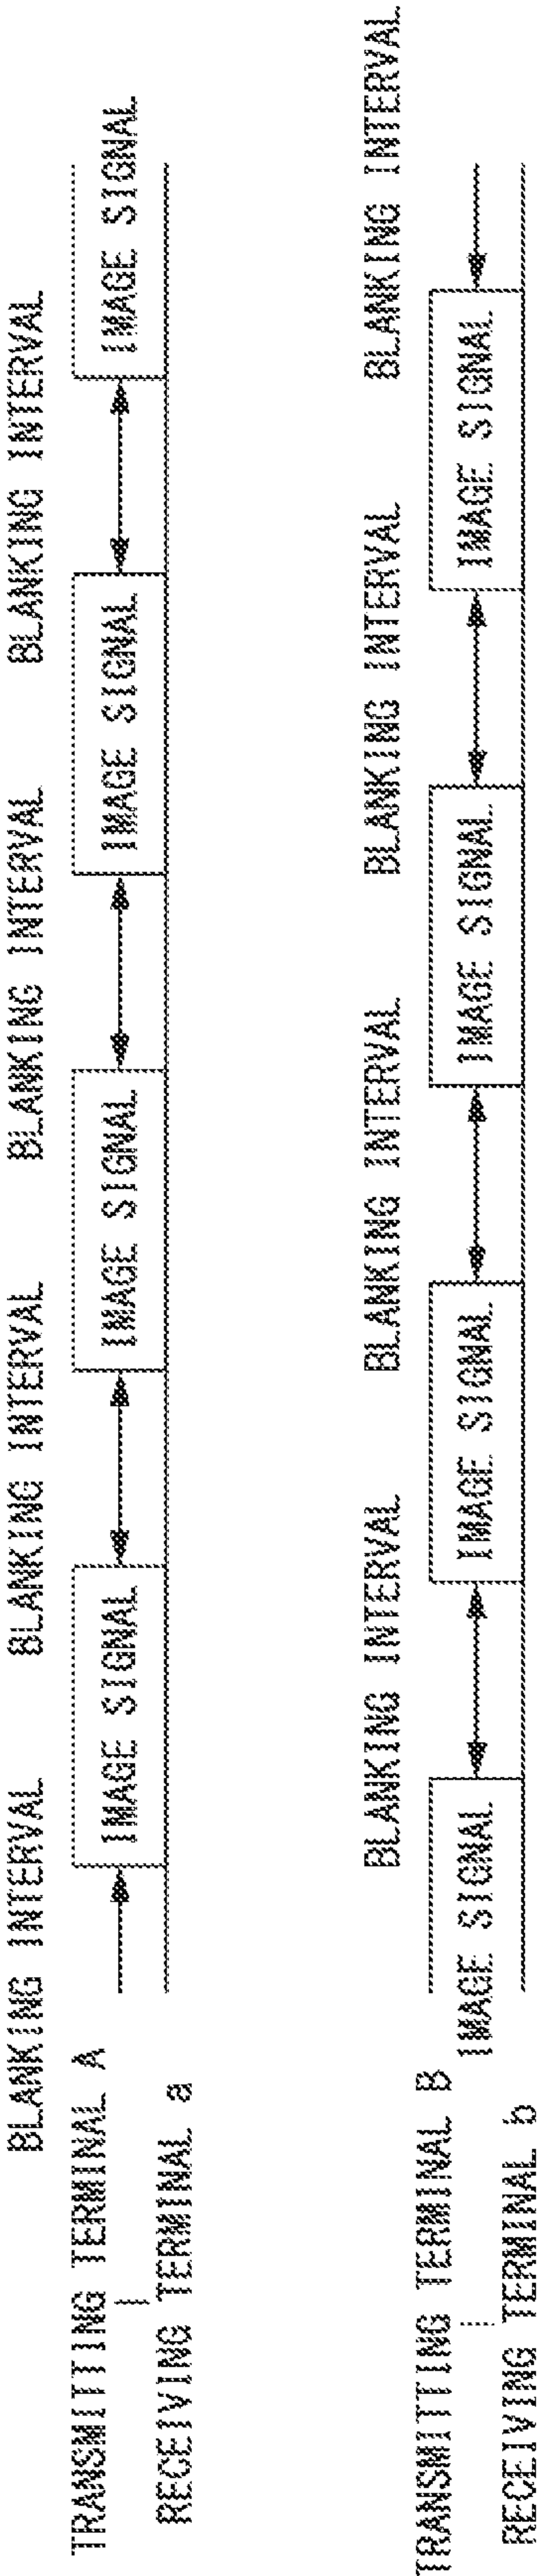 BLANKING INTERVAL BLANKING INTERVAL BLANKING INTERVAL BLANKING INTERVAL
TRANSMITTING TERMINAL A
IMAGE SIGNAL IMAGE SIGNAL IMAGE SIGNAL IMAGE SIGNAL
RECEIVING TERMINAL a
BLANKING INTERVAL BLANKING INTERVAL BLANKING INTERVAL BLANKING INTERVAL
TRANSMITTING TERMINAL B
IMAGE SIGNAL IMAGE SIGNAL IMAGE SIGNAL IMAGE SIGNAL
RECEIVING TERMINAL b